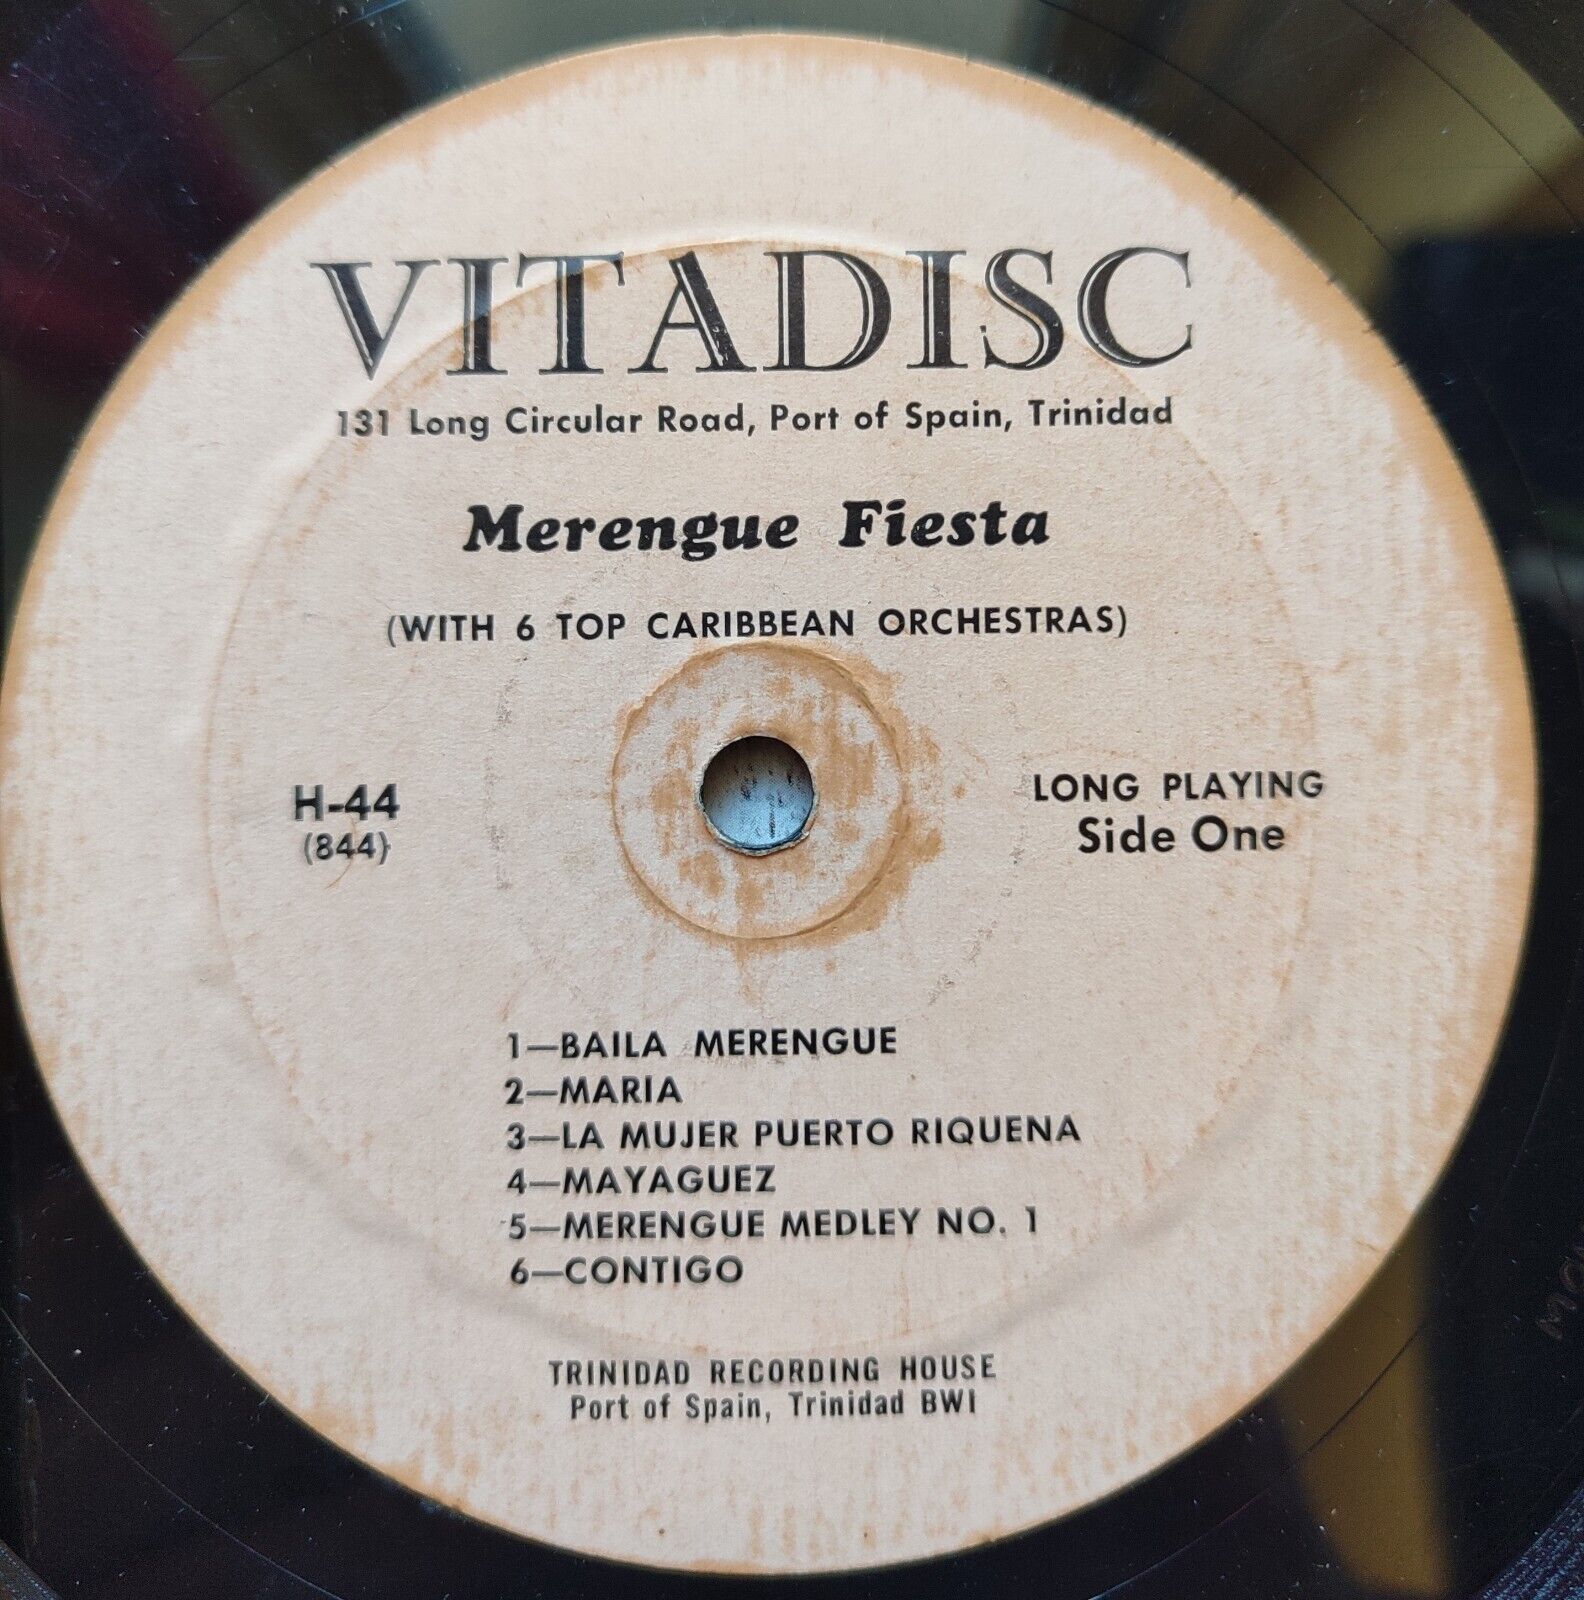 VITADISC
131 Long Circular Road, Port of Spain, Trinidad
Merengue Fiesta
(WITH 6 TOP CARIBBEAN ORCHESTRAS)
H-44
(844)
LONG PLAYING
Side One
1—BAILA MERENGUE
2—MARIA
3—LA MUJER PUERTO RIQUENA
4—MAYAGUEZ
5—MERENGUE MEDLEY NO. 1
6—CONTIGO
TRINIDAD RECORDING HOUSE
Port of Spain, Trinidad BWI